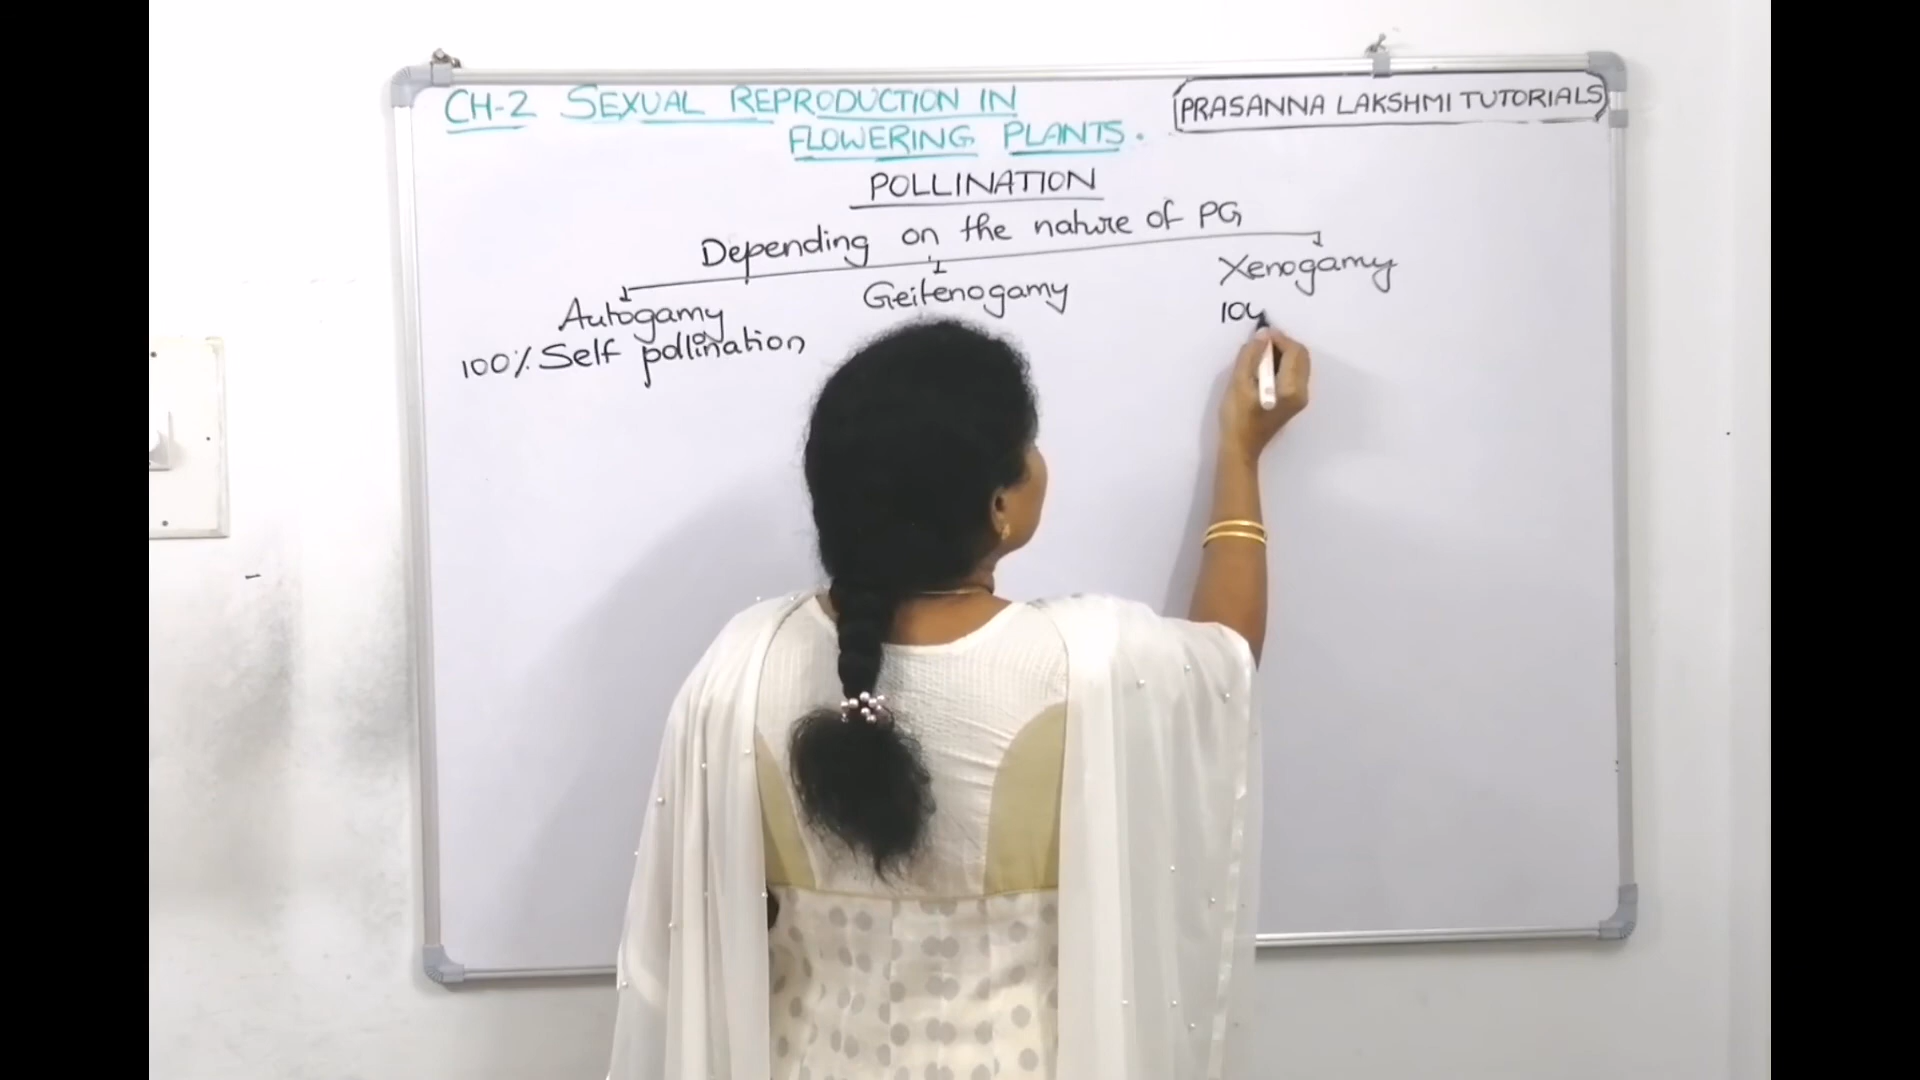 CH-2 SEXUAL REPRODUCTION IN
FLOWERING PLANTS.
PRASANNA LAKSHMI TUTORIALS
POLLINATION
Depending on the nature of PG
Autogamy
100% Self pollination
Geitenogamy
Xenogamy
100